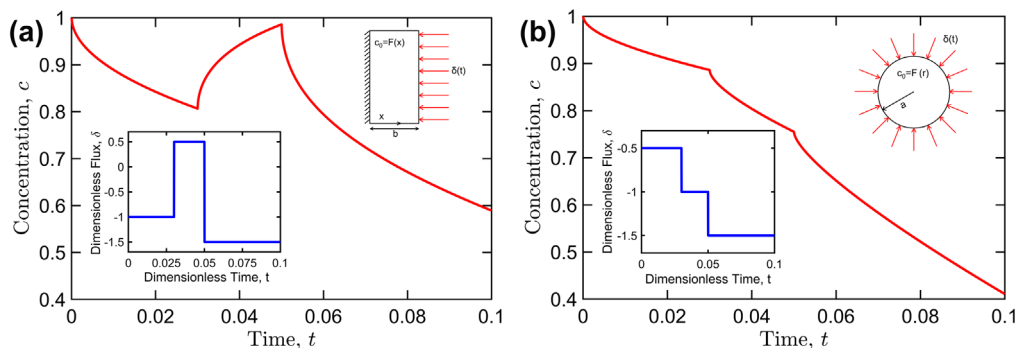 (a)
Concentration, c
1
0.9
0.8
0.7
0.6
0.5
0.4
0
0.02
0.04
0.06
0.08
0.1
Time, t
c₀=F(x)
δ(t)
x
b
Dimensionless Flux, δ
0.5
0
-0.5
-1
-1.5
0
0.025
0.05
0.075
0.1
Dimensionless Time, t
(b)
Concentration, c
1
0.9
0.8
0.7
0.6
0.5
0.4
0
0.02
0.04
0.06
0.08
0.1
Time, t
δ(t)
c₀=F (r)
a
Dimensionless Flux, δ
-0.5
-1
-1.5
0
0.05
0.1
Dimensionless Time, t